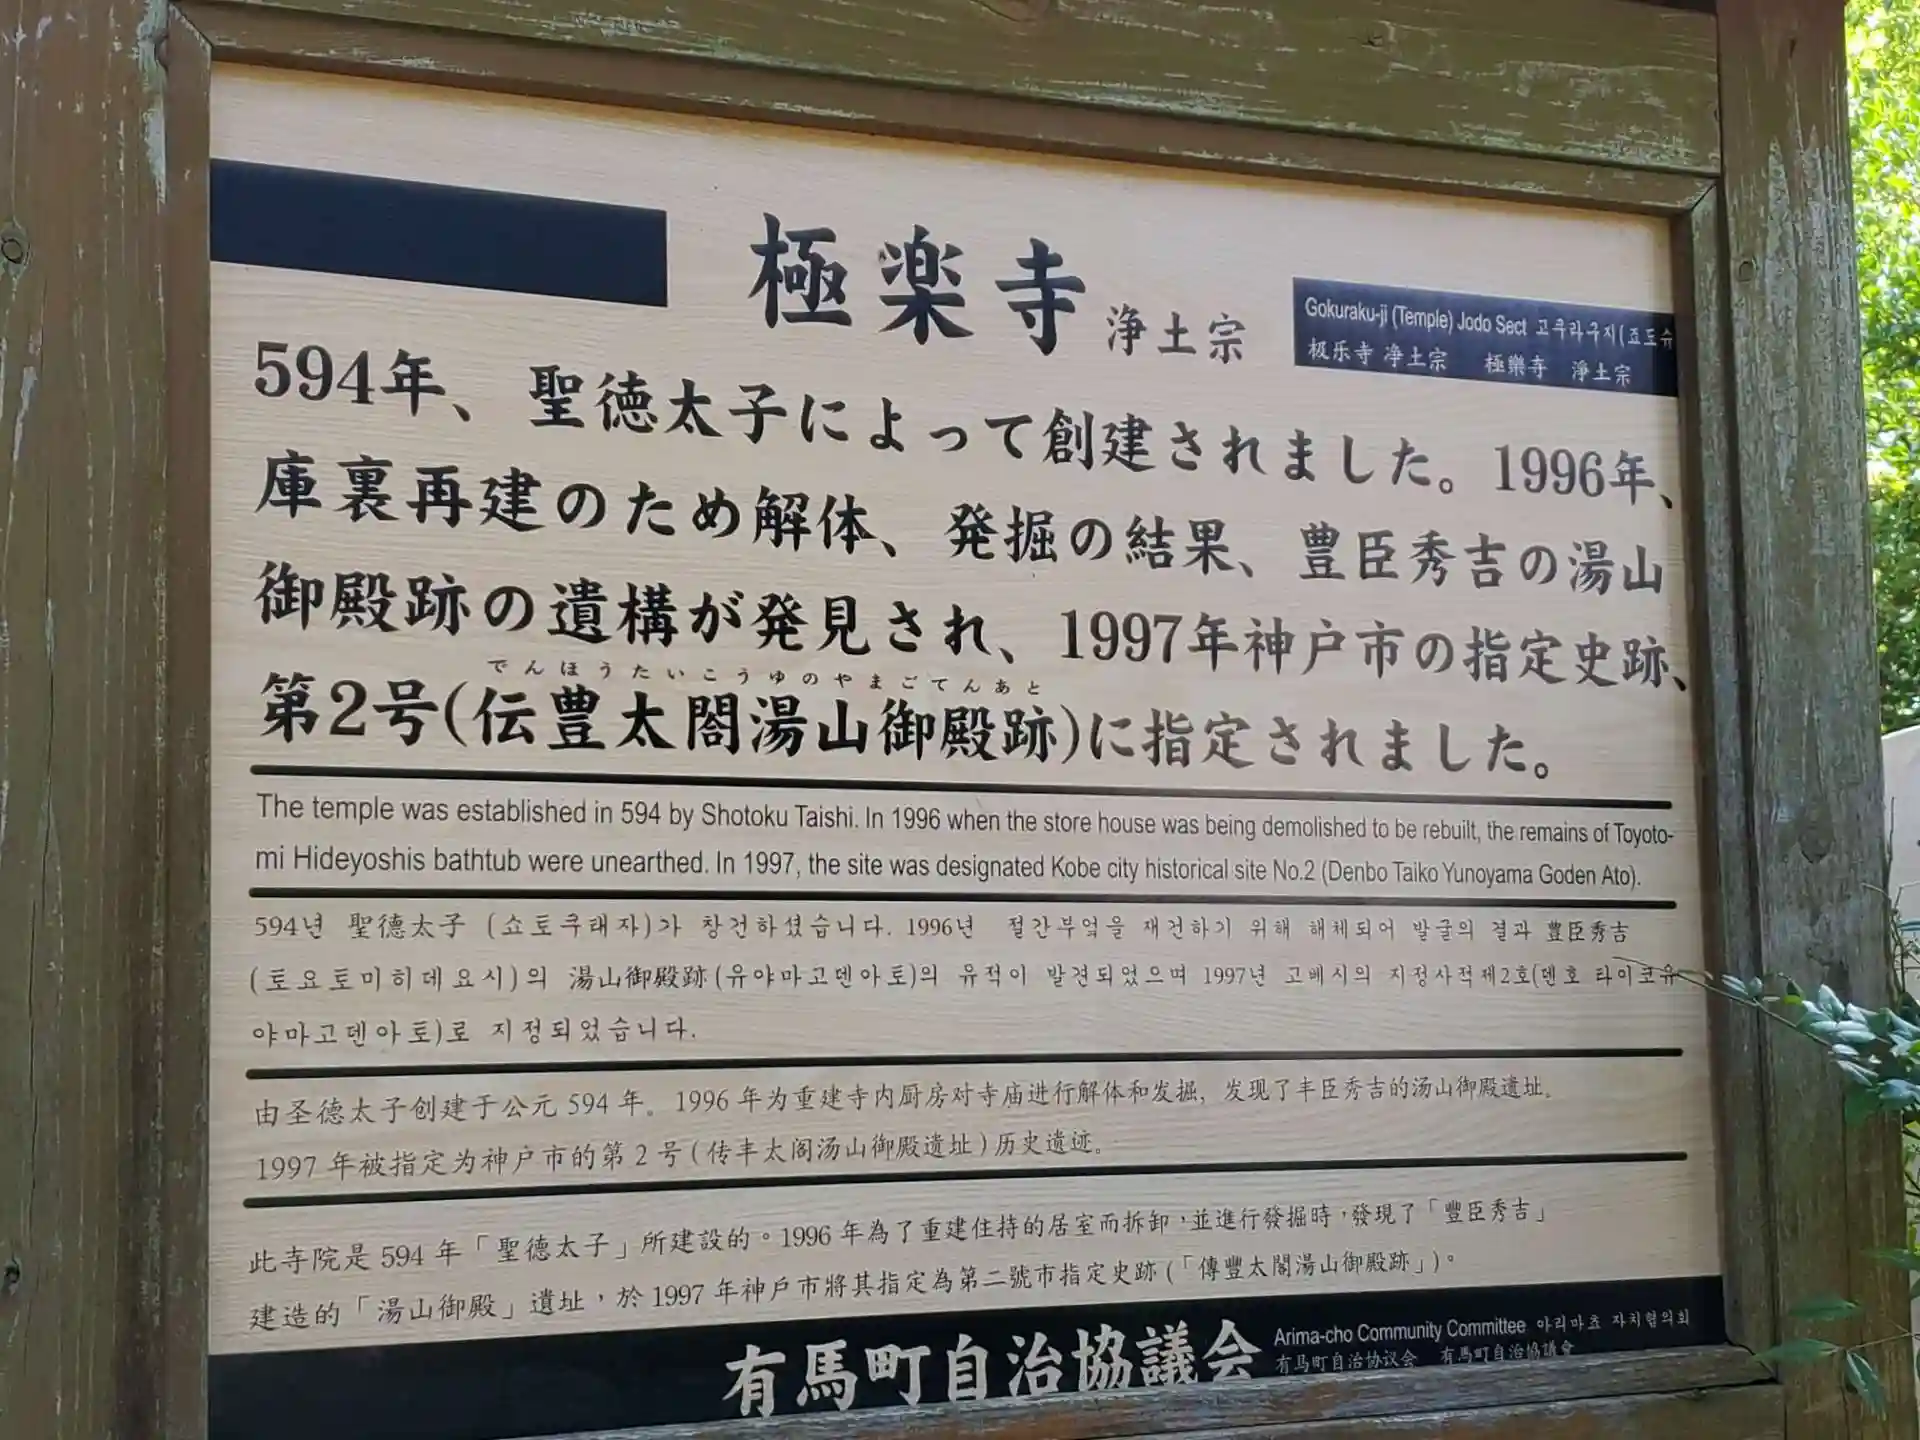 極楽寺 浄土宗
Gokuraku-ji (Temple) Jodo Sect 고쿠라쿠지(죠도슈
极乐寺 净土宗 極樂寺 淨土宗
594年、聖徳太子によって創建されました。1996年、
庫裏再建のため解体、発掘の結果、豊臣秀吉の湯山
御殿跡の遺構が発見され、1997年神戸市の指定史跡、
でんほうたいこうゆのやまごてんあと
第2号(伝豊太閤湯山御殿跡)に指定されました。
The temple was established in 594 by Shotoku Taishi. In 1996 when the store house was being demolished to be rebuilt, the remains of Toyoto-
mi Hideyoshis bathtub were unearthed. In 1997, the site was designated Kobe city historical site No.2 (Denbo Taiko Yunoyama Goden Ato).
594년 聖德太子 (쇼토쿠태자)가 창건하셨습니다. 1996년 절간부엌을 재건하기 위해 해체되어 발굴의 결과 豊臣秀吉
(토요토미히데요시)의 湯山御殿跡(유야마고덴아토)의 유적이 발견되었으며 1997년 고베시의 지정사적제2호(덴호 타이코유
야마고덴아토)로 지정되었습니다.
由圣德太子创建于公元 594 年。1996 年为重建寺内厨房对寺庙进行解体和发掘，发现了丰臣秀吉的汤山御殿遗址。
1997 年被指定为神户市的第 2 号 (传丰太阁汤山御殿遗址) 历史遗迹。
此寺院是 594 年「聖德太子」所建設的。1996 年為了重建住持的居室而拆卸，並進行發掘時，發現了「豐臣秀吉」
建造的「湯山御殿」遺址，於 1997 年神戶市將其指定為第二號市指定史跡 (「傳豐太閤湯山御殿跡」)。
有馬町自治協議会
Arima-cho Community Committee 아리마쵸 자치협의회
有马町自治协议会 有馬町自治協議會